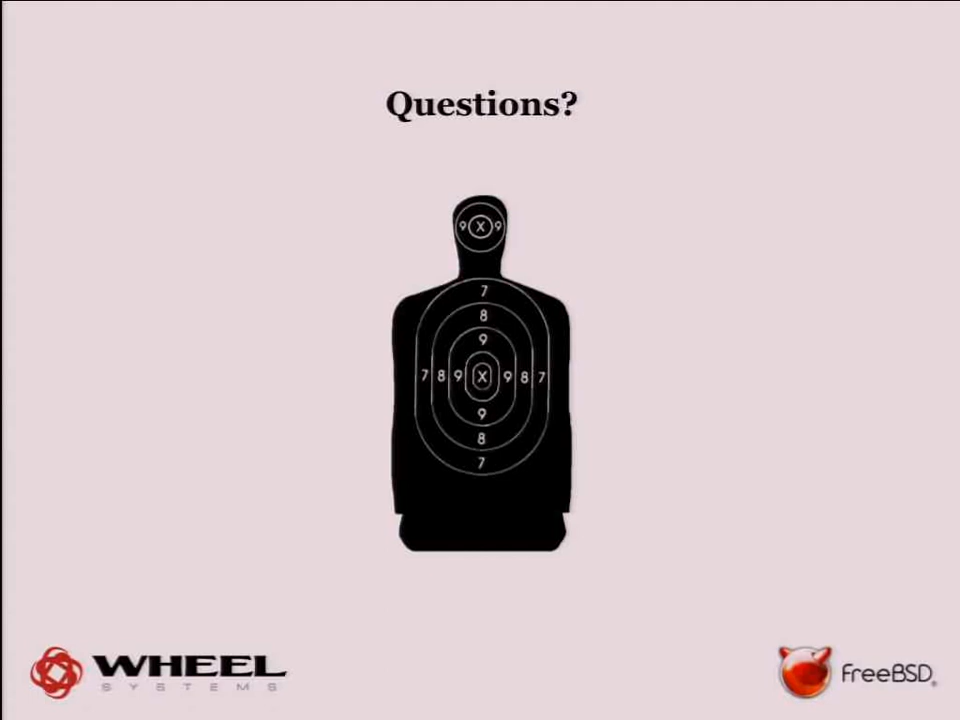 Questions?
9 X 9
7
8
9
7 8 9 X 9 8 7
9
8
7
WHEEL
SYSTEMS
FreeBSD®